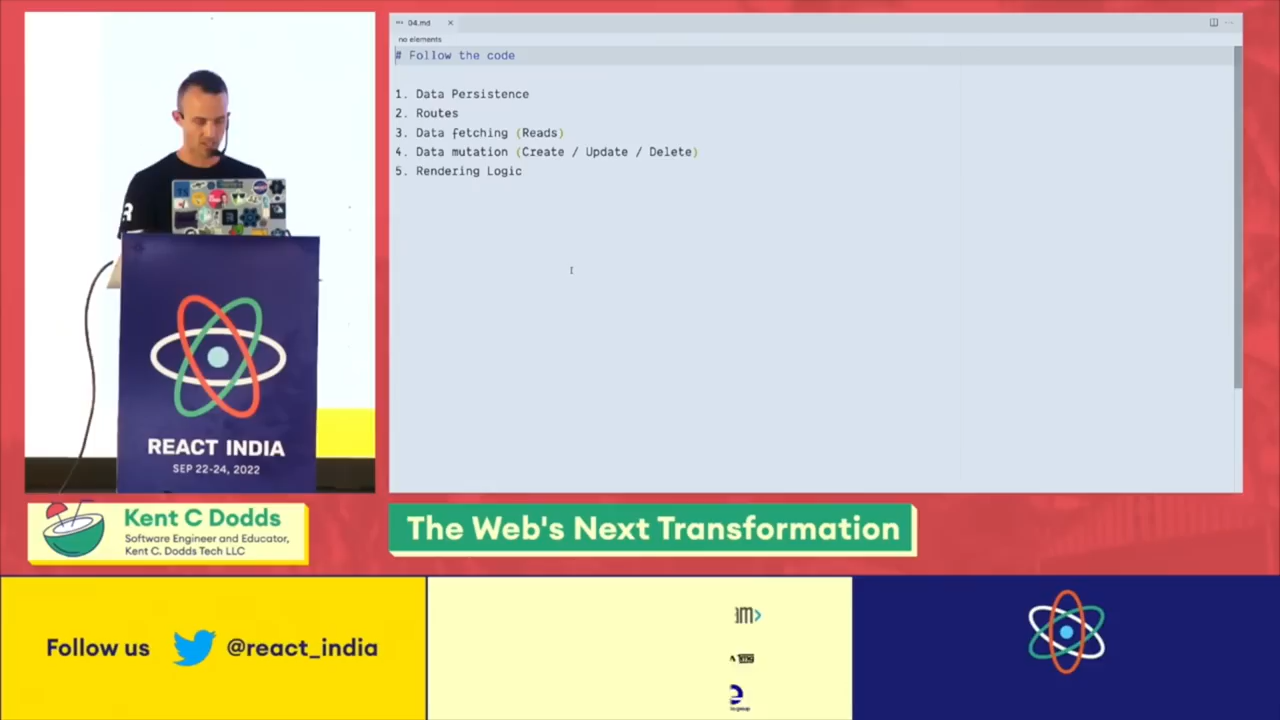 04.md
no elements
# Follow the code
1. Data Persistence
2. Routes
3. Data fetching (Reads)
4. Data mutation (Create / Update / Delete)
5. Rendering Logic
REACT INDIA
SEP 22-24, 2022
Kent C Dodds
Software Engineer and Educator,
Kent C. Dodds Tech LLC
The Web's Next Transformation
Follow us @react_india